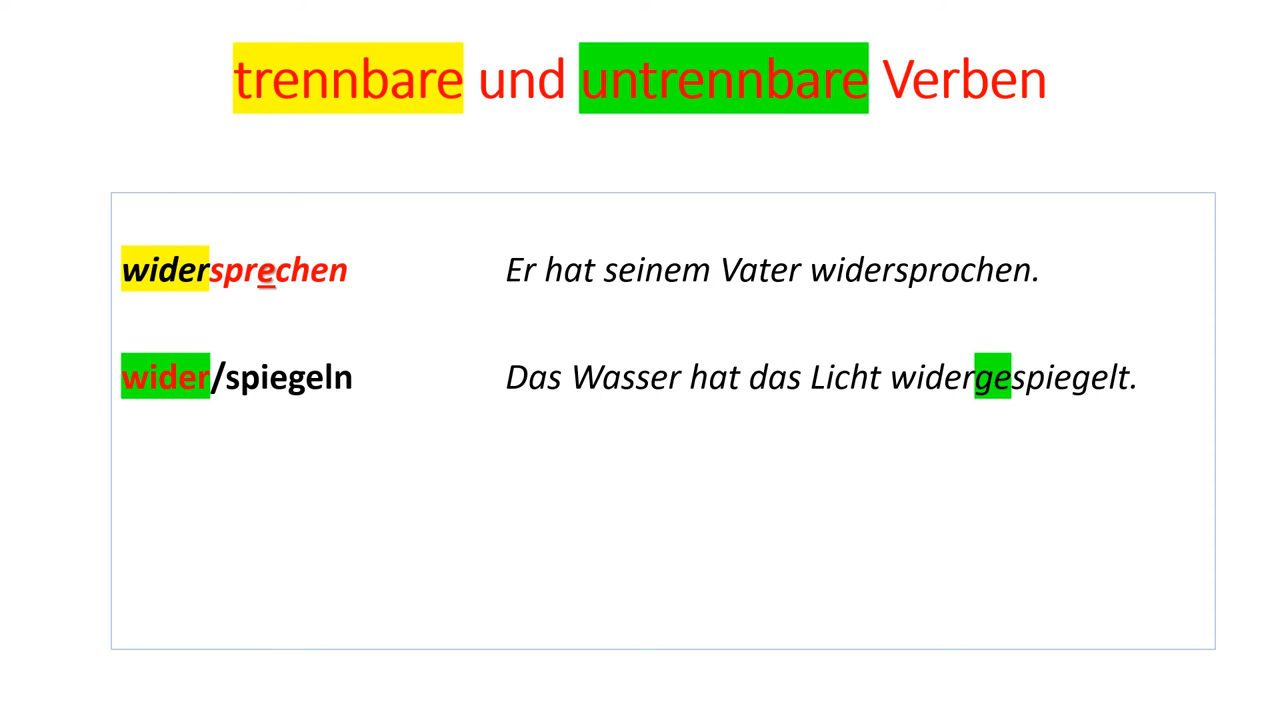 trennbare und untrennbare Verben
widersprechen Er hat seinem Vater widersprochen.
wider/spiegeln Das Wasser hat das Licht widergespiegelt.